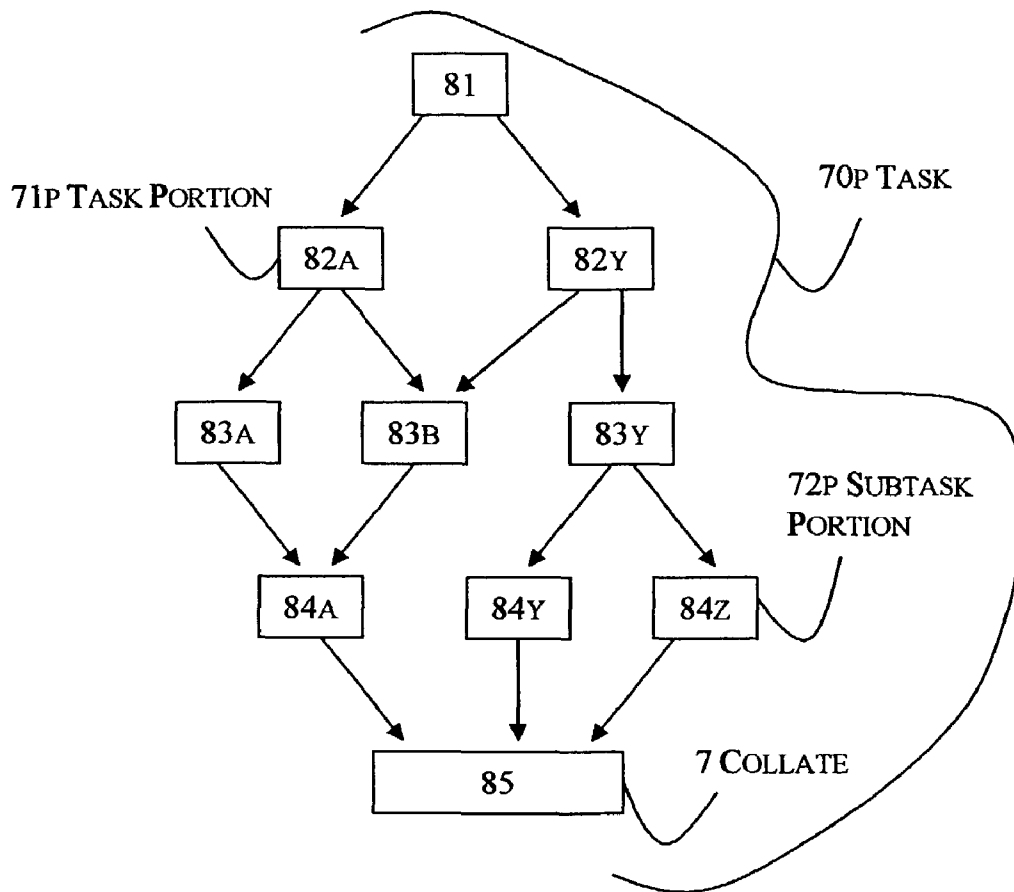 81
71P TASK PORTION
70P TASK
82A
82Y
83A
83B
83Y
72P SUBTASK
PORTION
84A
84Y
84Z
7 COLLATE
85